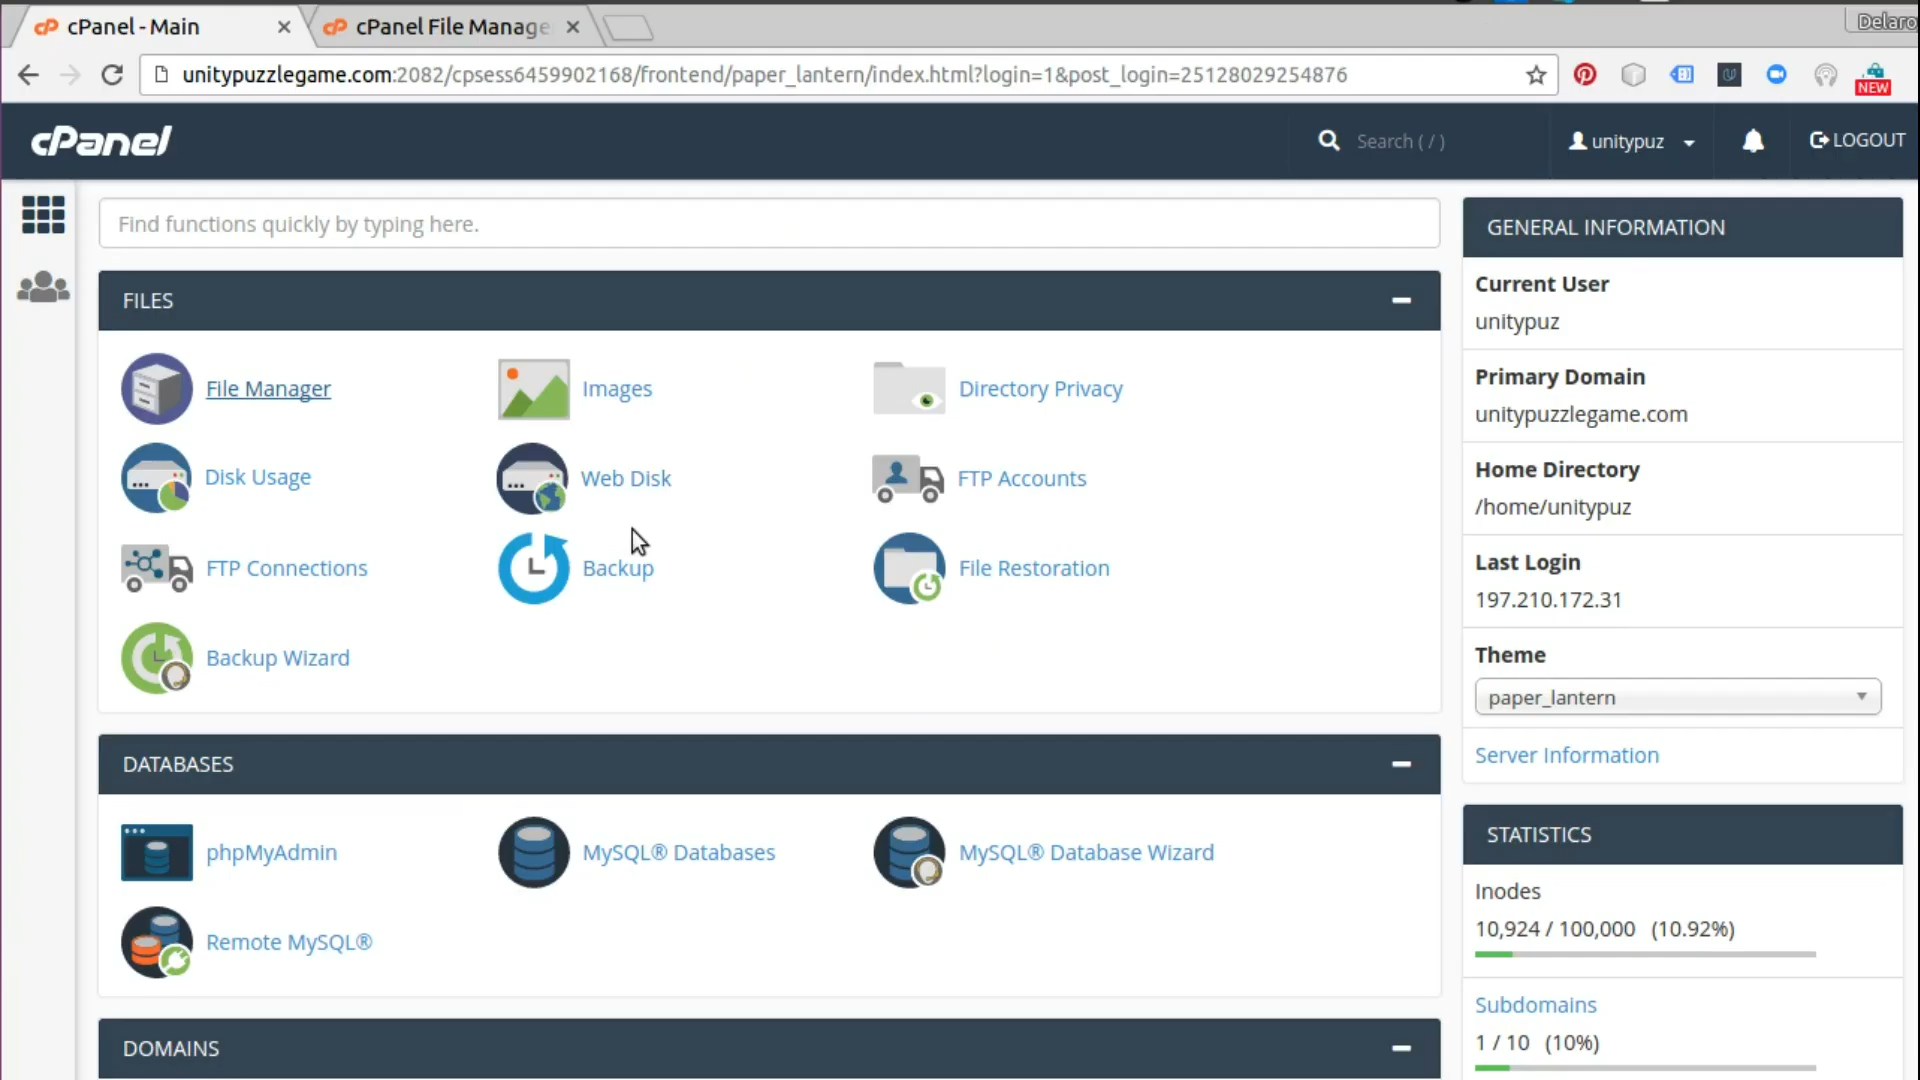 cPanel - Main
cPanel File Manage
Delaro
unitypuzzlegame.com:2082/cpsess6459902168/frontend/paper_lantern/index.html?login=1&post_login=25128029254876
NEW
cPanel
Search ( / )
unitypuz
LOGOUT
Find functions quickly by typing here.
FILES
File Manager
Images
Directory Privacy
Disk Usage
Web Disk
FTP Accounts
FTP Connections
Backup
File Restoration
Backup Wizard
DATABASES
phpMyAdmin
MySQL® Databases
MySQL® Database Wizard
Remote MySQL®
DOMAINS
GENERAL INFORMATION
Current User
unitypuz
Primary Domain
unitypuzzlegame.com
Home Directory
/home/unitypuz
Last Login
197.210.172.31
Theme
paper_lantern
Server Information
STATISTICS
Inodes
10,924 / 100,000 (10.92%)
Subdomains
1 / 10 (10%)